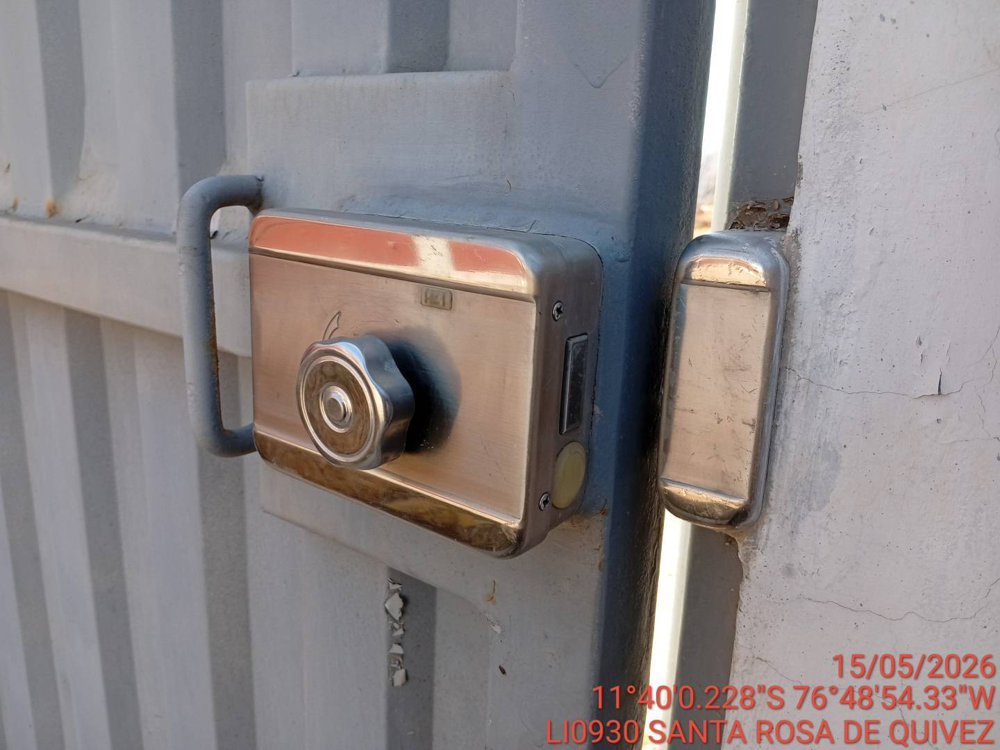 15/05/2026
11°40'0.228"S 76°48'54.33"W
LI0930 SANTA ROSA DE QUIVEZ